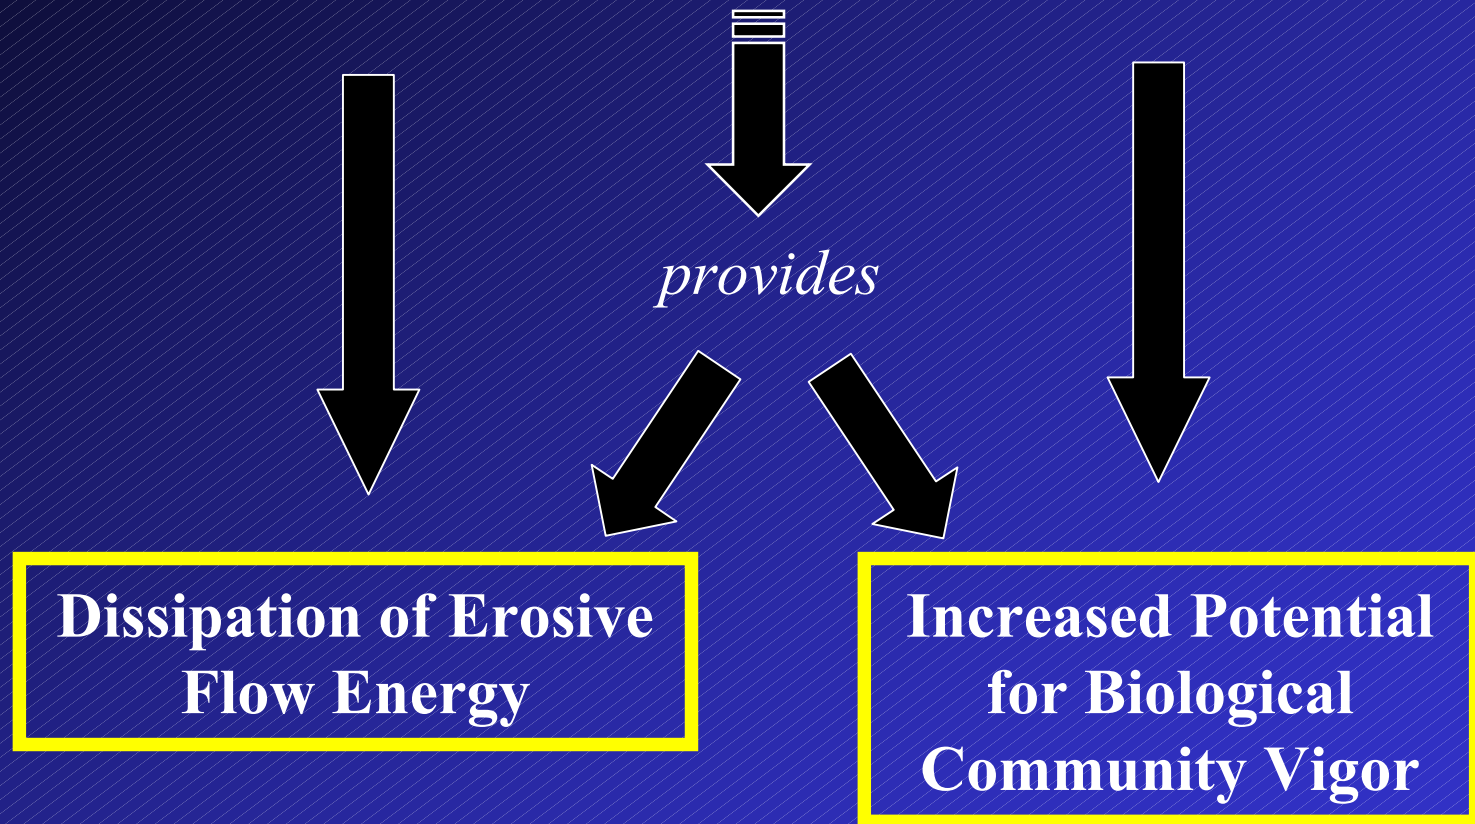 provides
Dissipation of Erosive
Flow Energy
Increased Potential
for Biological
Community Vigor